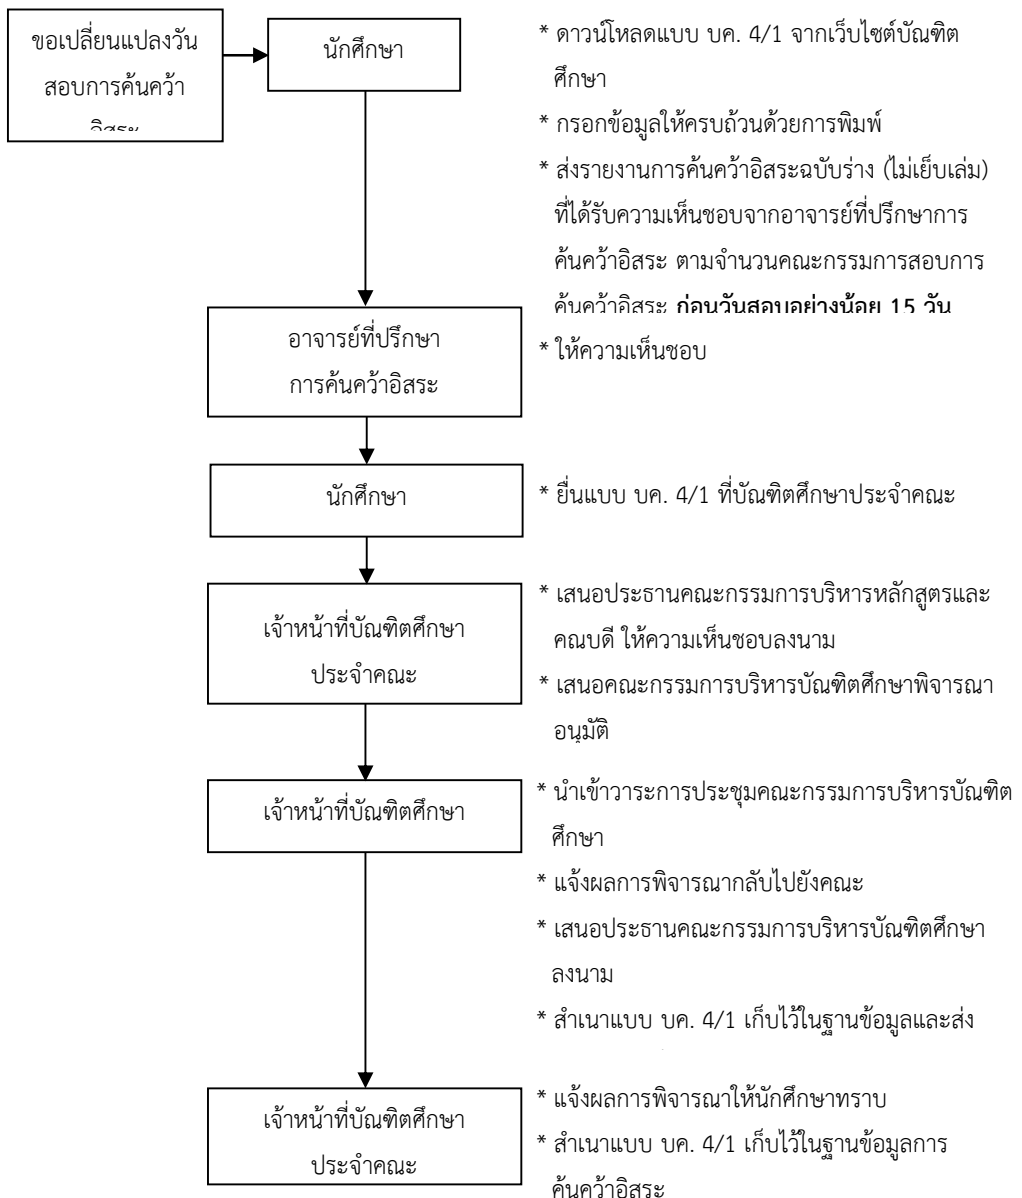 ขอเปลี่ยนแปลงวัน
สอบการค้นคว้า
อิสระ
นักศึกษา
* ดาวน์โหลดแบบ บค. 4/1 จากเว็บไซต์บัณฑิต
ศึกษา
* กรอกข้อมูลให้ครบถ้วนด้วยการพิมพ์
* ส่งรายงานการค้นคว้าอิสระฉบับร่าง (ไม่เย็บเล่ม)
ที่ได้รับความเห็นชอบจากอาจารย์ที่ปรึกษาการ
ค้นคว้าอิสระ ตามจำนวนคณะกรรมการสอบการ
ค้นคว้าอิสระ ก่อนวันสอบอย่างน้อย 15 วัน
อาจารย์ที่ปรึกษา
การค้นคว้าอิสระ
* ให้ความเห็นชอบ
นักศึกษา
* ยื่นแบบ บค. 4/1 ที่บัณฑิตศึกษาประจำคณะ
เจ้าหน้าที่บัณฑิตศึกษา
ประจำคณะ
* เสนอประธานคณะกรรมการบริหารหลักสูตรและ
คณบดี ให้ความเห็นชอบลงนาม
* เสนอคณะกรรมการบริหารบัณฑิตศึกษาพิจารณา
อนุมัติ
เจ้าหน้าที่บัณฑิตศึกษา
* นำเข้าวาระการประชุมคณะกรรมการบริหารบัณฑิต
ศึกษา
* แจ้งผลการพิจารณากลับไปยังคณะ
* เสนอประธานคณะกรรมการบริหารบัณฑิตศึกษา
ลงนาม
* สำเนาแบบ บค. 4/1 เก็บไว้ในฐานข้อมูลและส่ง
เจ้าหน้าที่บัณฑิตศึกษา
ประจำคณะ
* แจ้งผลการพิจารณาให้นักศึกษาทราบ
* สำเนาแบบ บค. 4/1 เก็บไว้ในฐานข้อมูลการ
ค้นคว้าอิสระ